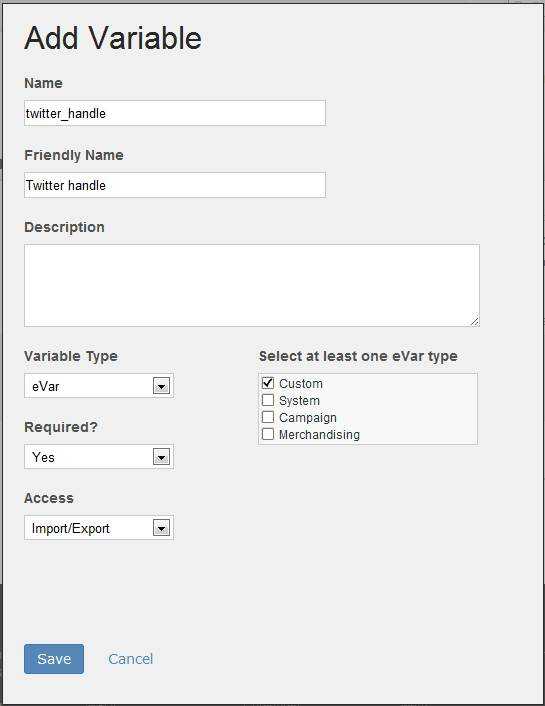 Add Variable
Name
twitter_handle
Friendly Name
Twitter handle
Description
Variable Type
Select at least one eVar type
eVar
Custom
System
Campaign
Merchandising
Required?
Yes
Access
Import/Export
Save
Cancel